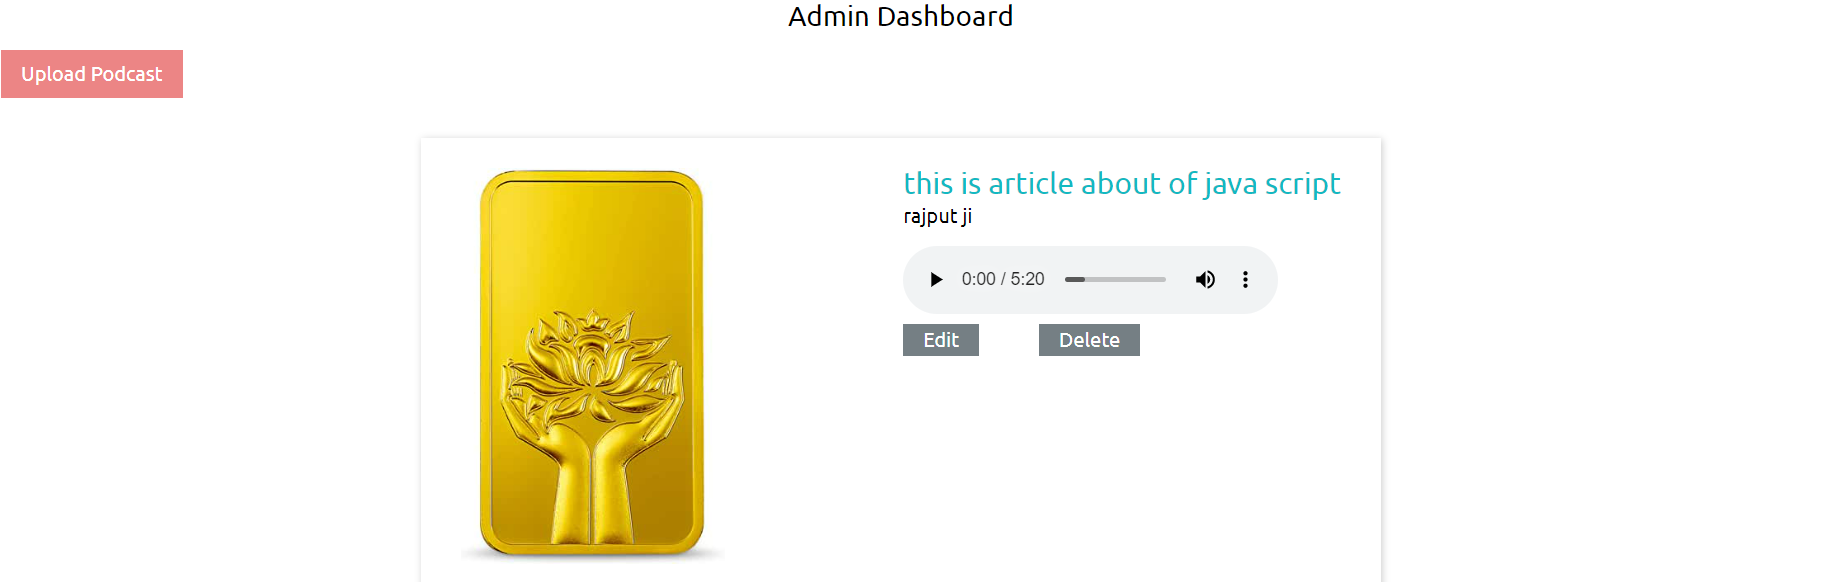 Admin Dashboard
Upload Podcast
this is article about of java script
rajput ji
0:00 / 5:20
Edit Delete